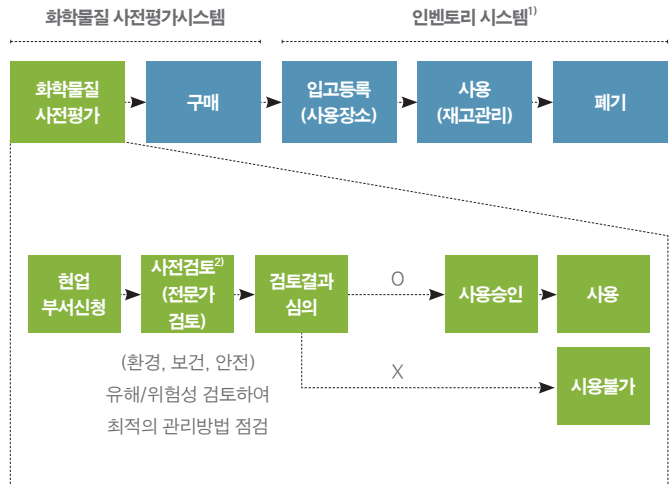 화학물질 사전평가시스템
인벤토리 시스템1)
화학물질
사전평가
구매
입고등록
(사용장소)
사용
(재고관리)
폐기
현업
부서신청
사전검토2)
(전문가
검토)
검토결과
심의
O
사용승인
사용
(환경, 보건, 안전)
유해/위험성 검토하여
최적의 관리방법 점검
X
시용불가